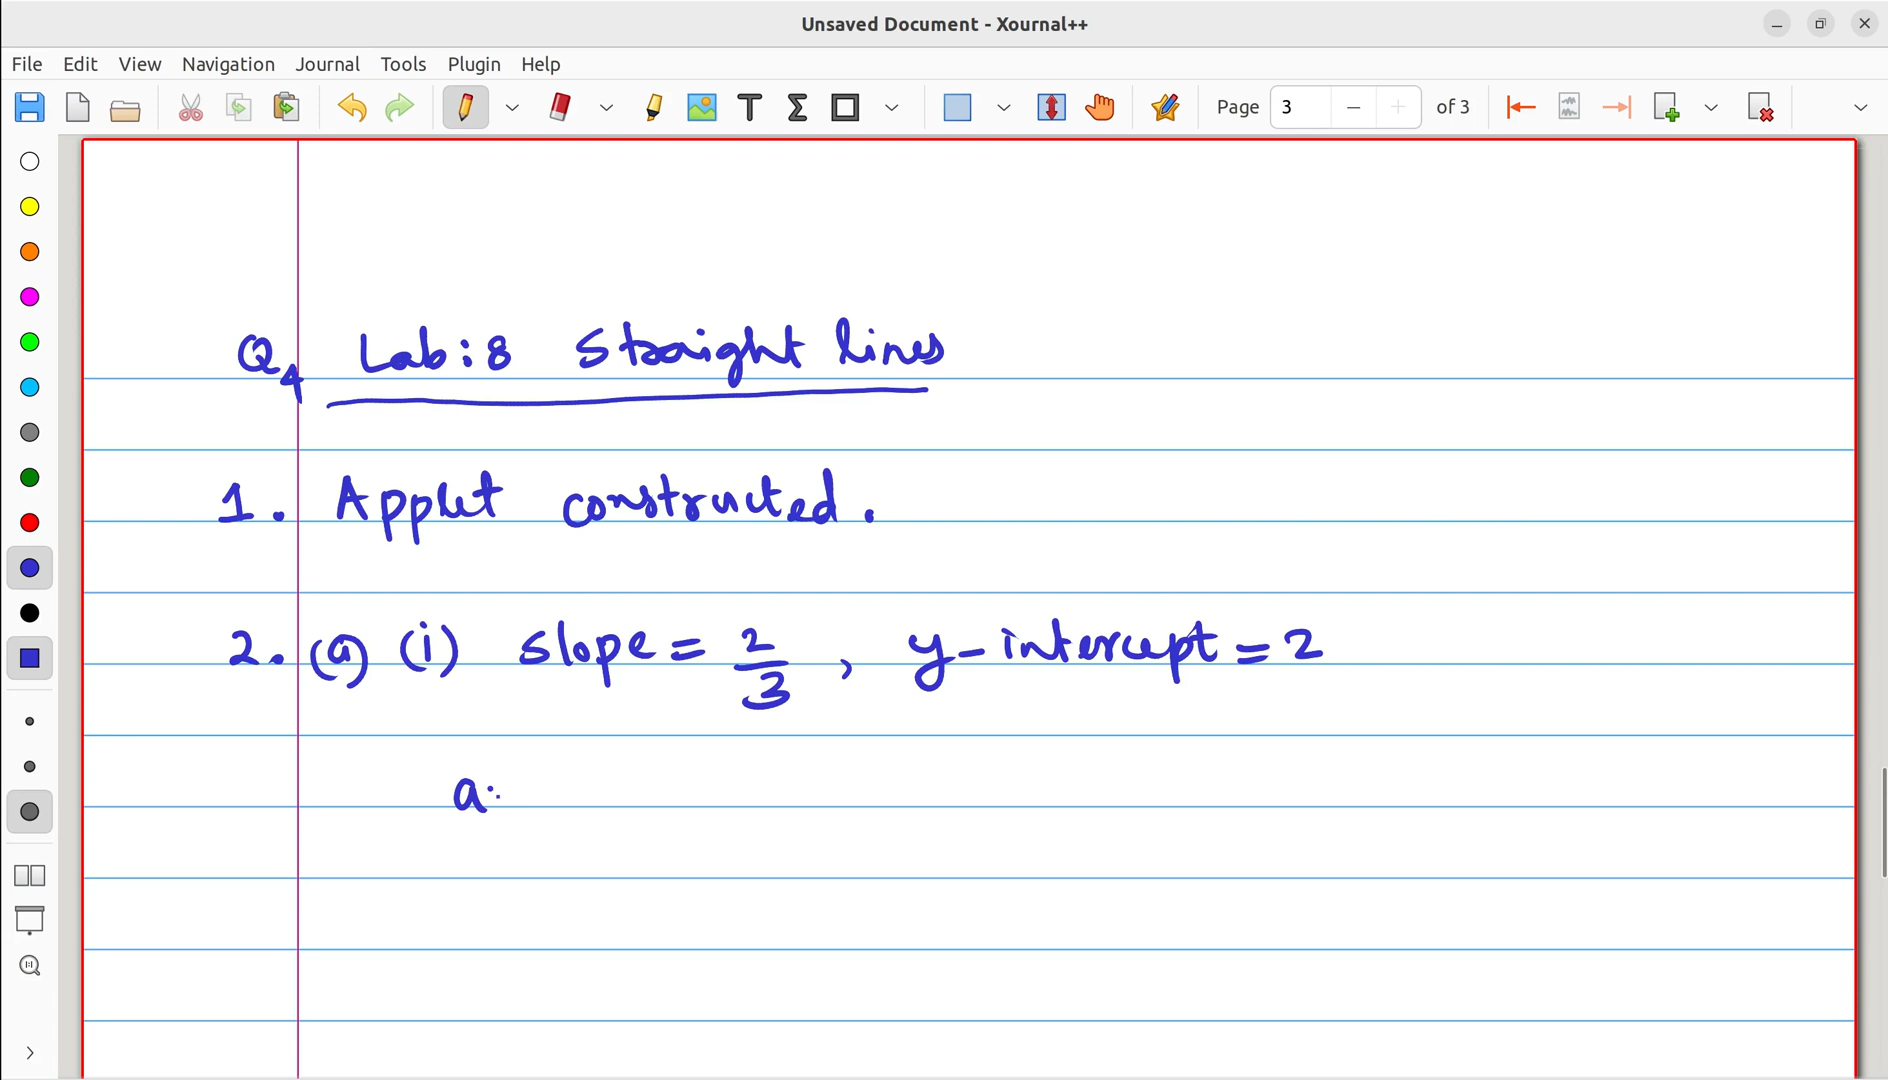 Unsaved Document - Xournal++
File Edit View Navigation Journal Tools Plugin Help
Page 3 of 3
Q4 Lab:8 Straight lines
1. Applet constructed.
2. (a) (i) slope = 2/3 , y-intercept = 2
a: